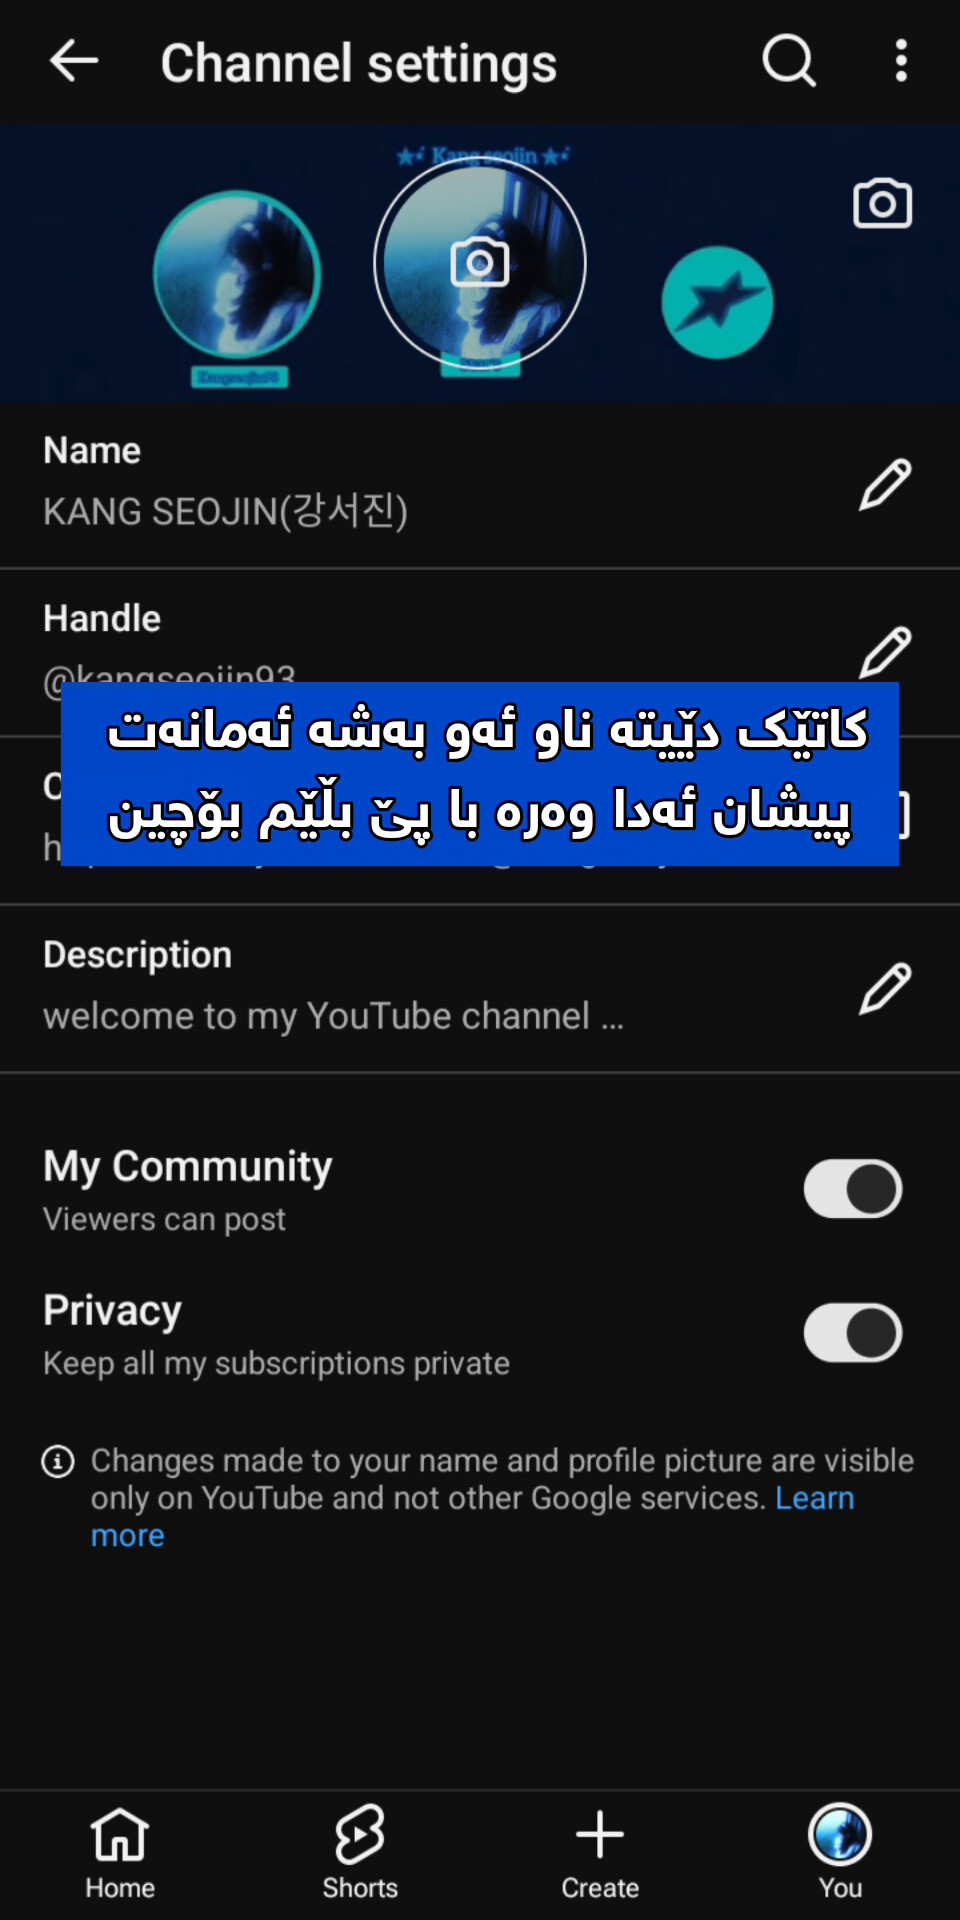 Channel settings
Kang seojin
Name
KANG SEOJIN(강서진)
Handle
@kangseojin93
کاتێک دێیتە ناو ئەو بەشە ئەمانەت
پیشان ئەدا وەرە با پێ بڵێم بۆچین
Description
welcome to my YouTube channel ...
My Community
Viewers can post
Privacy
Keep all my subscriptions private
Changes made to your name and profile picture are visible
only on YouTube and not other Google services. Learn
more
Home
Shorts
Create
You